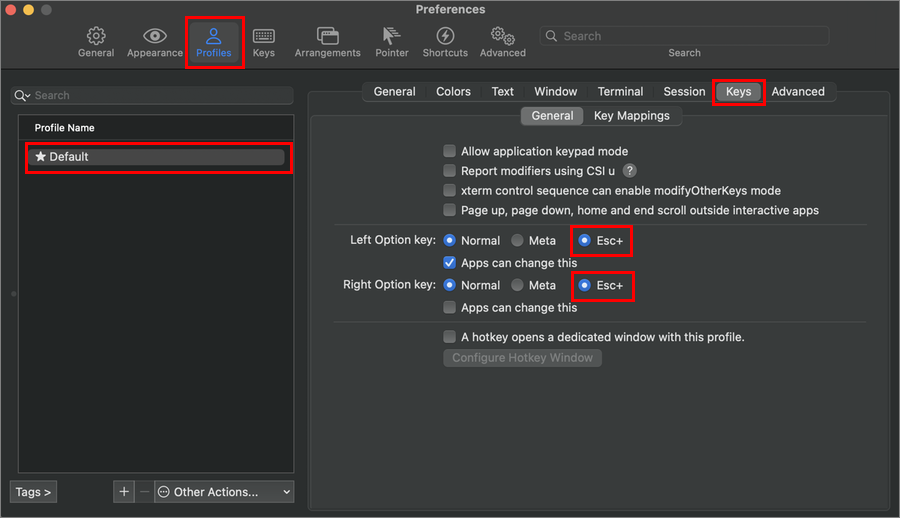 Preferences
General Appearance Profiles Keys Arrangements Pointer Shortcuts Advanced Search
Search
Search
General Colors Text Window Terminal Session Keys Advanced
General Key Mappings
Profile Name
★ Default
Allow application keypad mode
Report modifiers using CSI u ?
xterm control sequence can enable modifyOtherKeys mode
Page up, page down, home and end scroll outside interactive apps
Left Option key: Normal Meta Esc+
Apps can change this
Right Option key: Normal Meta Esc+
Apps can change this
A hotkey opens a dedicated window with this profile.
Configure Hotkey Window
Tags > + − Other Actions...